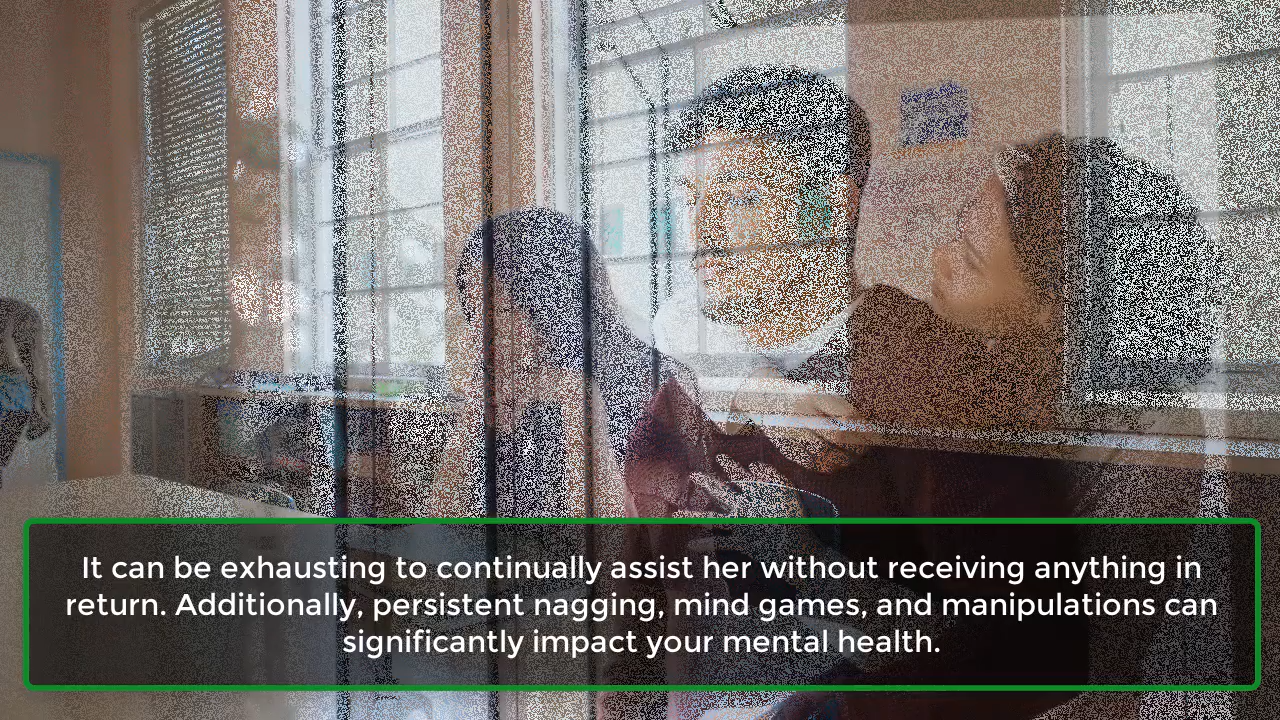 It can be exhausting to continually assist her without receiving anything in
return. Additionally, persistent nagging, mind games, and manipulations can
significantly impact your mental health.